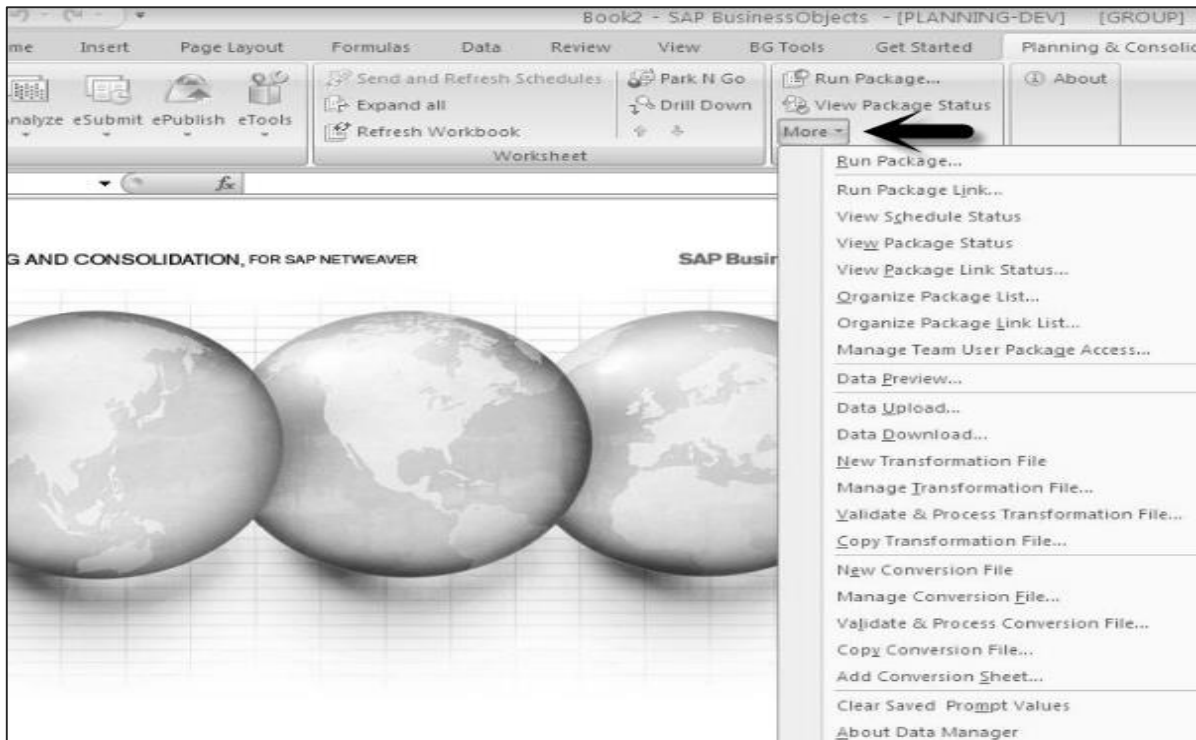 Book2 - SAP BusinessObjects - [PLANNING-DEV] [GROUP]
me Insert Page Layout Formulas Data Review View BG Tools Get Started Planning & Consolid
nalyze eSubmit ePublish eTools
Send and Refresh Schedules
Expand all
Refresh Workbook
Park N Go
Drill Down
Worksheet
Run Package...
View Package Status
More
About
fx
G AND CONSOLIDATION, FOR SAP NETWEAVER
SAP Busin
Run Package...
Run Package Link...
View Schedule Status
View Package Status
View Package Link Status...
Organize Package List...
Organize Package Link List...
Manage Team User Package Access...
Data Preview...
Data Upload...
Data Download...
New Transformation File
Manage Transformation File...
Validate & Process Transformation File...
Copy Transformation File...
New Conversion File
Manage Conversion File...
Validate & Process Conversion File...
Copy Conversion File...
Add Conversion Sheet...
Clear Saved Prompt Values
About Data Manager